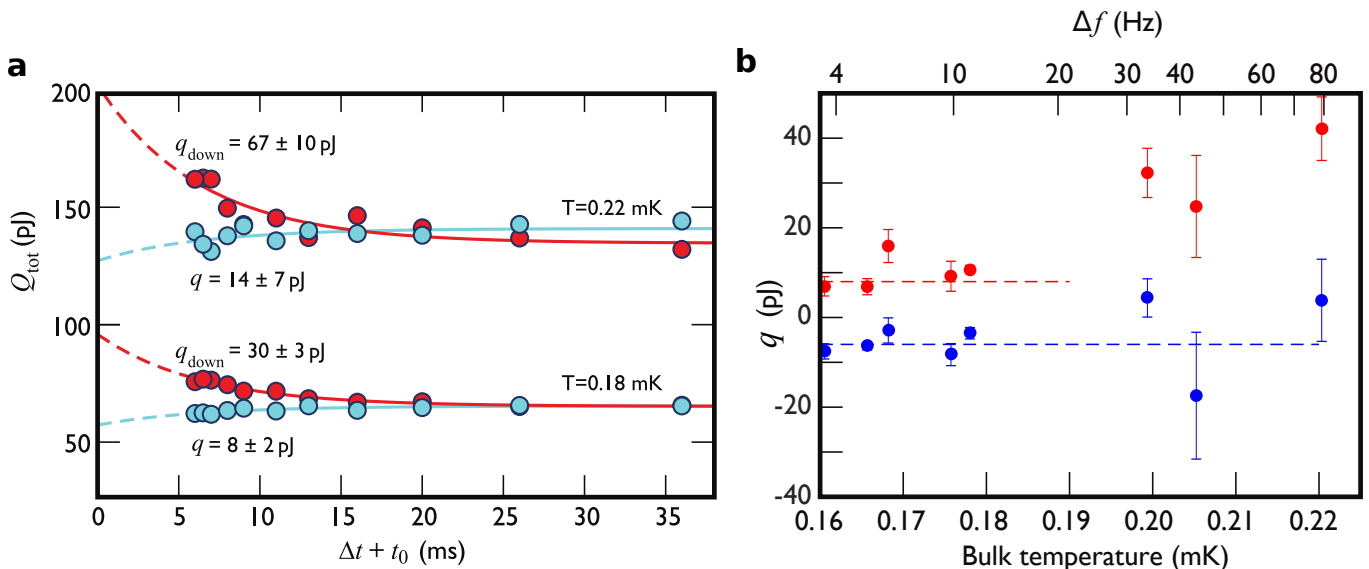 a
200
150
100
50
Q_tot (pJ)
q_down = 67 ± 10 pJ
T=0.22 mK
q = 14 ± 7 pJ
q_down = 30 ± 3 pJ
T=0.18 mK
q = 8 ± 2 pJ
0 5 10 15 20 25 30 35
Δt + t₀ (ms)
b
Δf (Hz)
4 10 20 30 40 60 80
40
20
0
-20
-40
q (pJ)
0.16 0.17 0.18 0.19 0.20 0.21 0.22
Bulk temperature (mK)